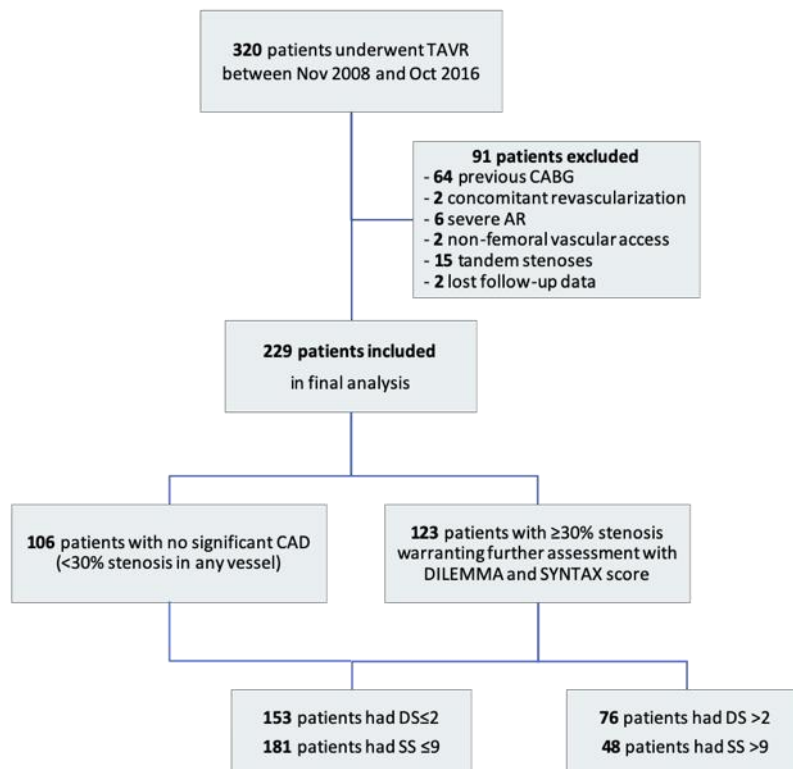 320 patients underwent TAVR
between Nov 2008 and Oct 2016
91 patients excluded
- 64 previous CABG
- 2 concomitant revascularization
- 6 severe AR
- 2 non-femoral vascular access
- 15 tandem stenoses
- 2 lost follow-up data
229 patients included
in final analysis
106 patients with no significant CAD
(<30% stenosis in any vessel)
123 patients with ≥30% stenosis
warranting further assessment with
DILEMMA and SYNTAX score
153 patients had DS≤2
181 patients had SS ≤9
76 patients had DS >2
48 patients had SS >9